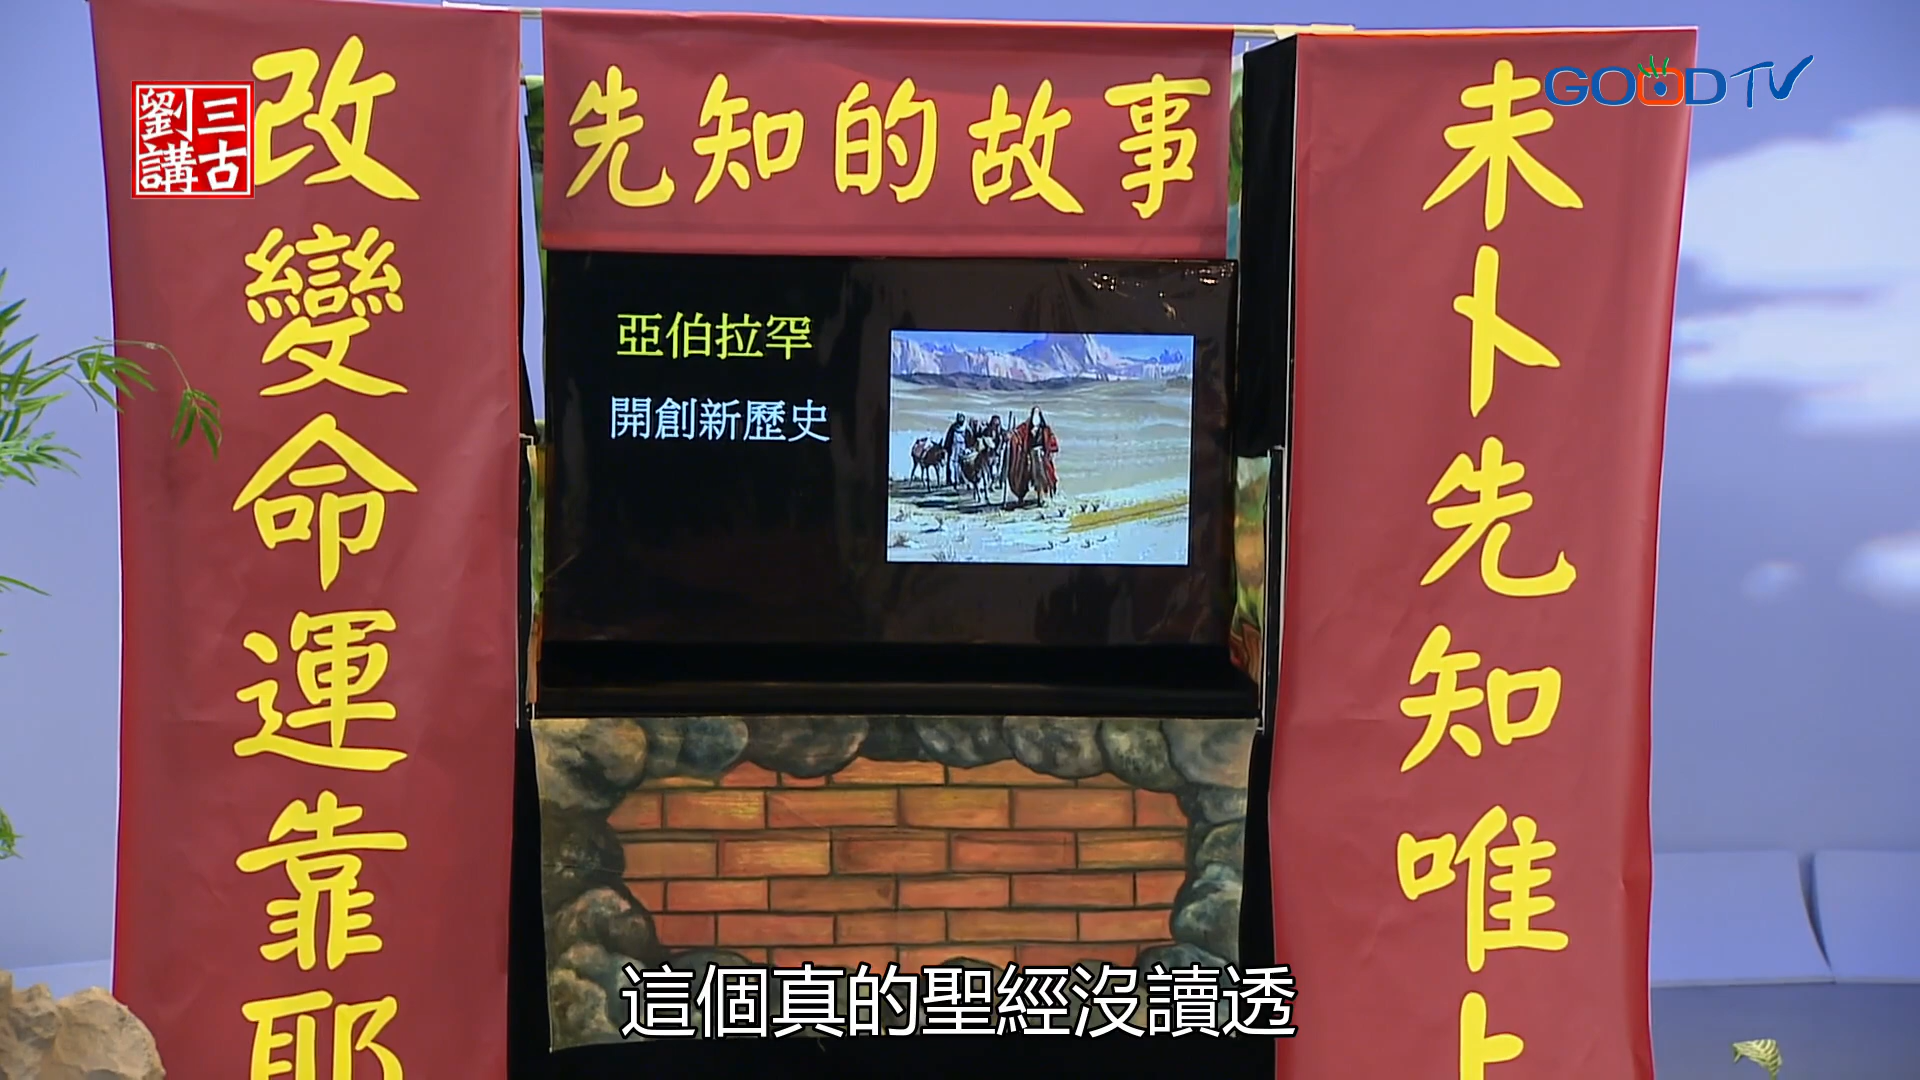 劉三
講古
GOODTV
先知的故事
未卜先知唯上
改變命運靠耶
亞伯拉罕
開創新歷史
這個真的聖經沒讀透